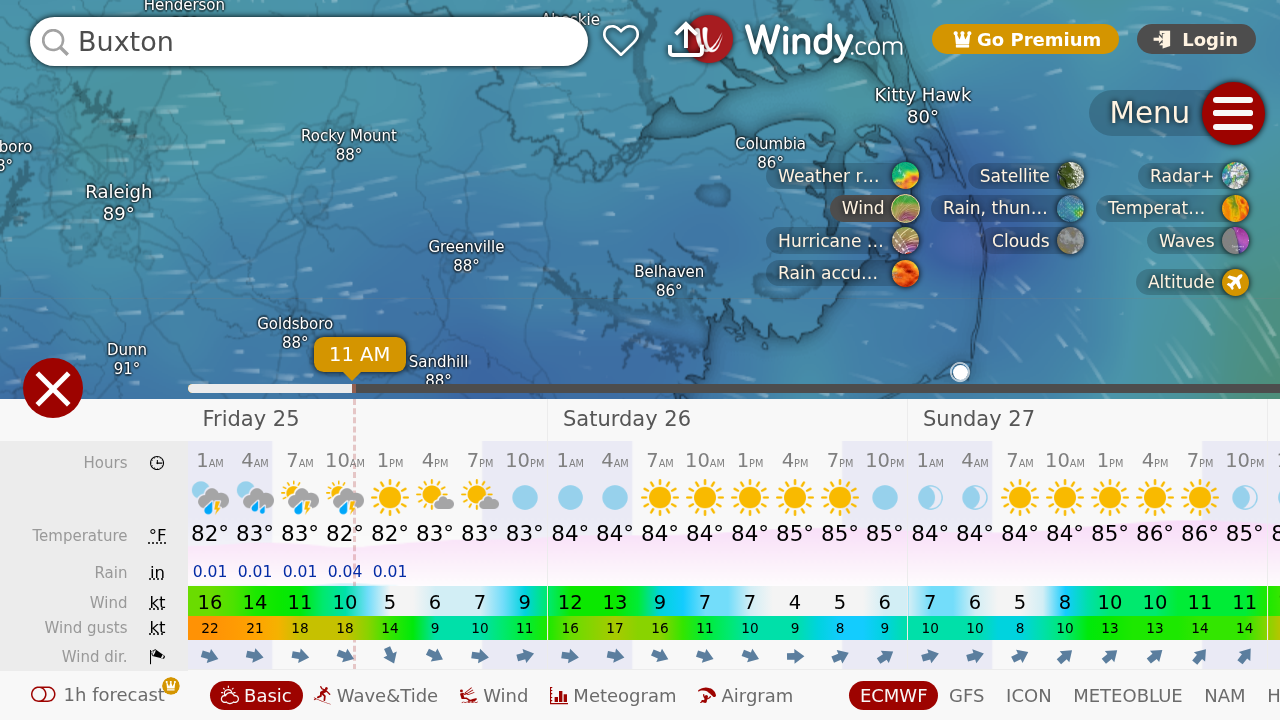 Henderson
Buxton
Windy.com
Go Premium
Login
Kitty Hawk
80°
Menu
Rocky Mount
88°
Columbia
86°
boro
Raleigh
89°
Weather r...
Satellite
Radar+
Wind
Rain, thun...
Temperat...
Hurricane ...
Clouds
Waves
Rain accu...
Altitude
Greenville
88°
Belhaven
86°
Goldsboro
88°
Dunn
91°
11 AM
Sandhill
88°
Friday 25
Saturday 26
Sunday 27
Hours
1AM 4AM 7AM 10AM 1PM 4PM 7PM 10PM 1AM 4AM 7AM 10AM 1PM 4PM 7PM 10PM 1AM 4AM 7AM 10AM 1PM 4PM 7PM 10PM
Temperature °F 82° 83° 83° 82° 82° 83° 83° 83° 84° 84° 84° 84° 84° 85° 85° 85° 84° 84° 84° 84° 85° 86° 86° 85°
Rain in 0.01 0.01 0.01 0.04 0.01
Wind kt 16 14 11 10 5 6 7 9 12 13 9 7 7 4 5 6 7 6 5 8 10 10 11 11
Wind gusts kt 22 21 18 18 14 9 10 11 16 17 16 11 10 9 8 9 10 10 8 10 13 13 14 14
Wind dir.
1h forecast
Basic
Wave&Tide
Wind
Meteogram
Airgram
ECMWF
GFS
ICON
METEOBLUE
NAM
H